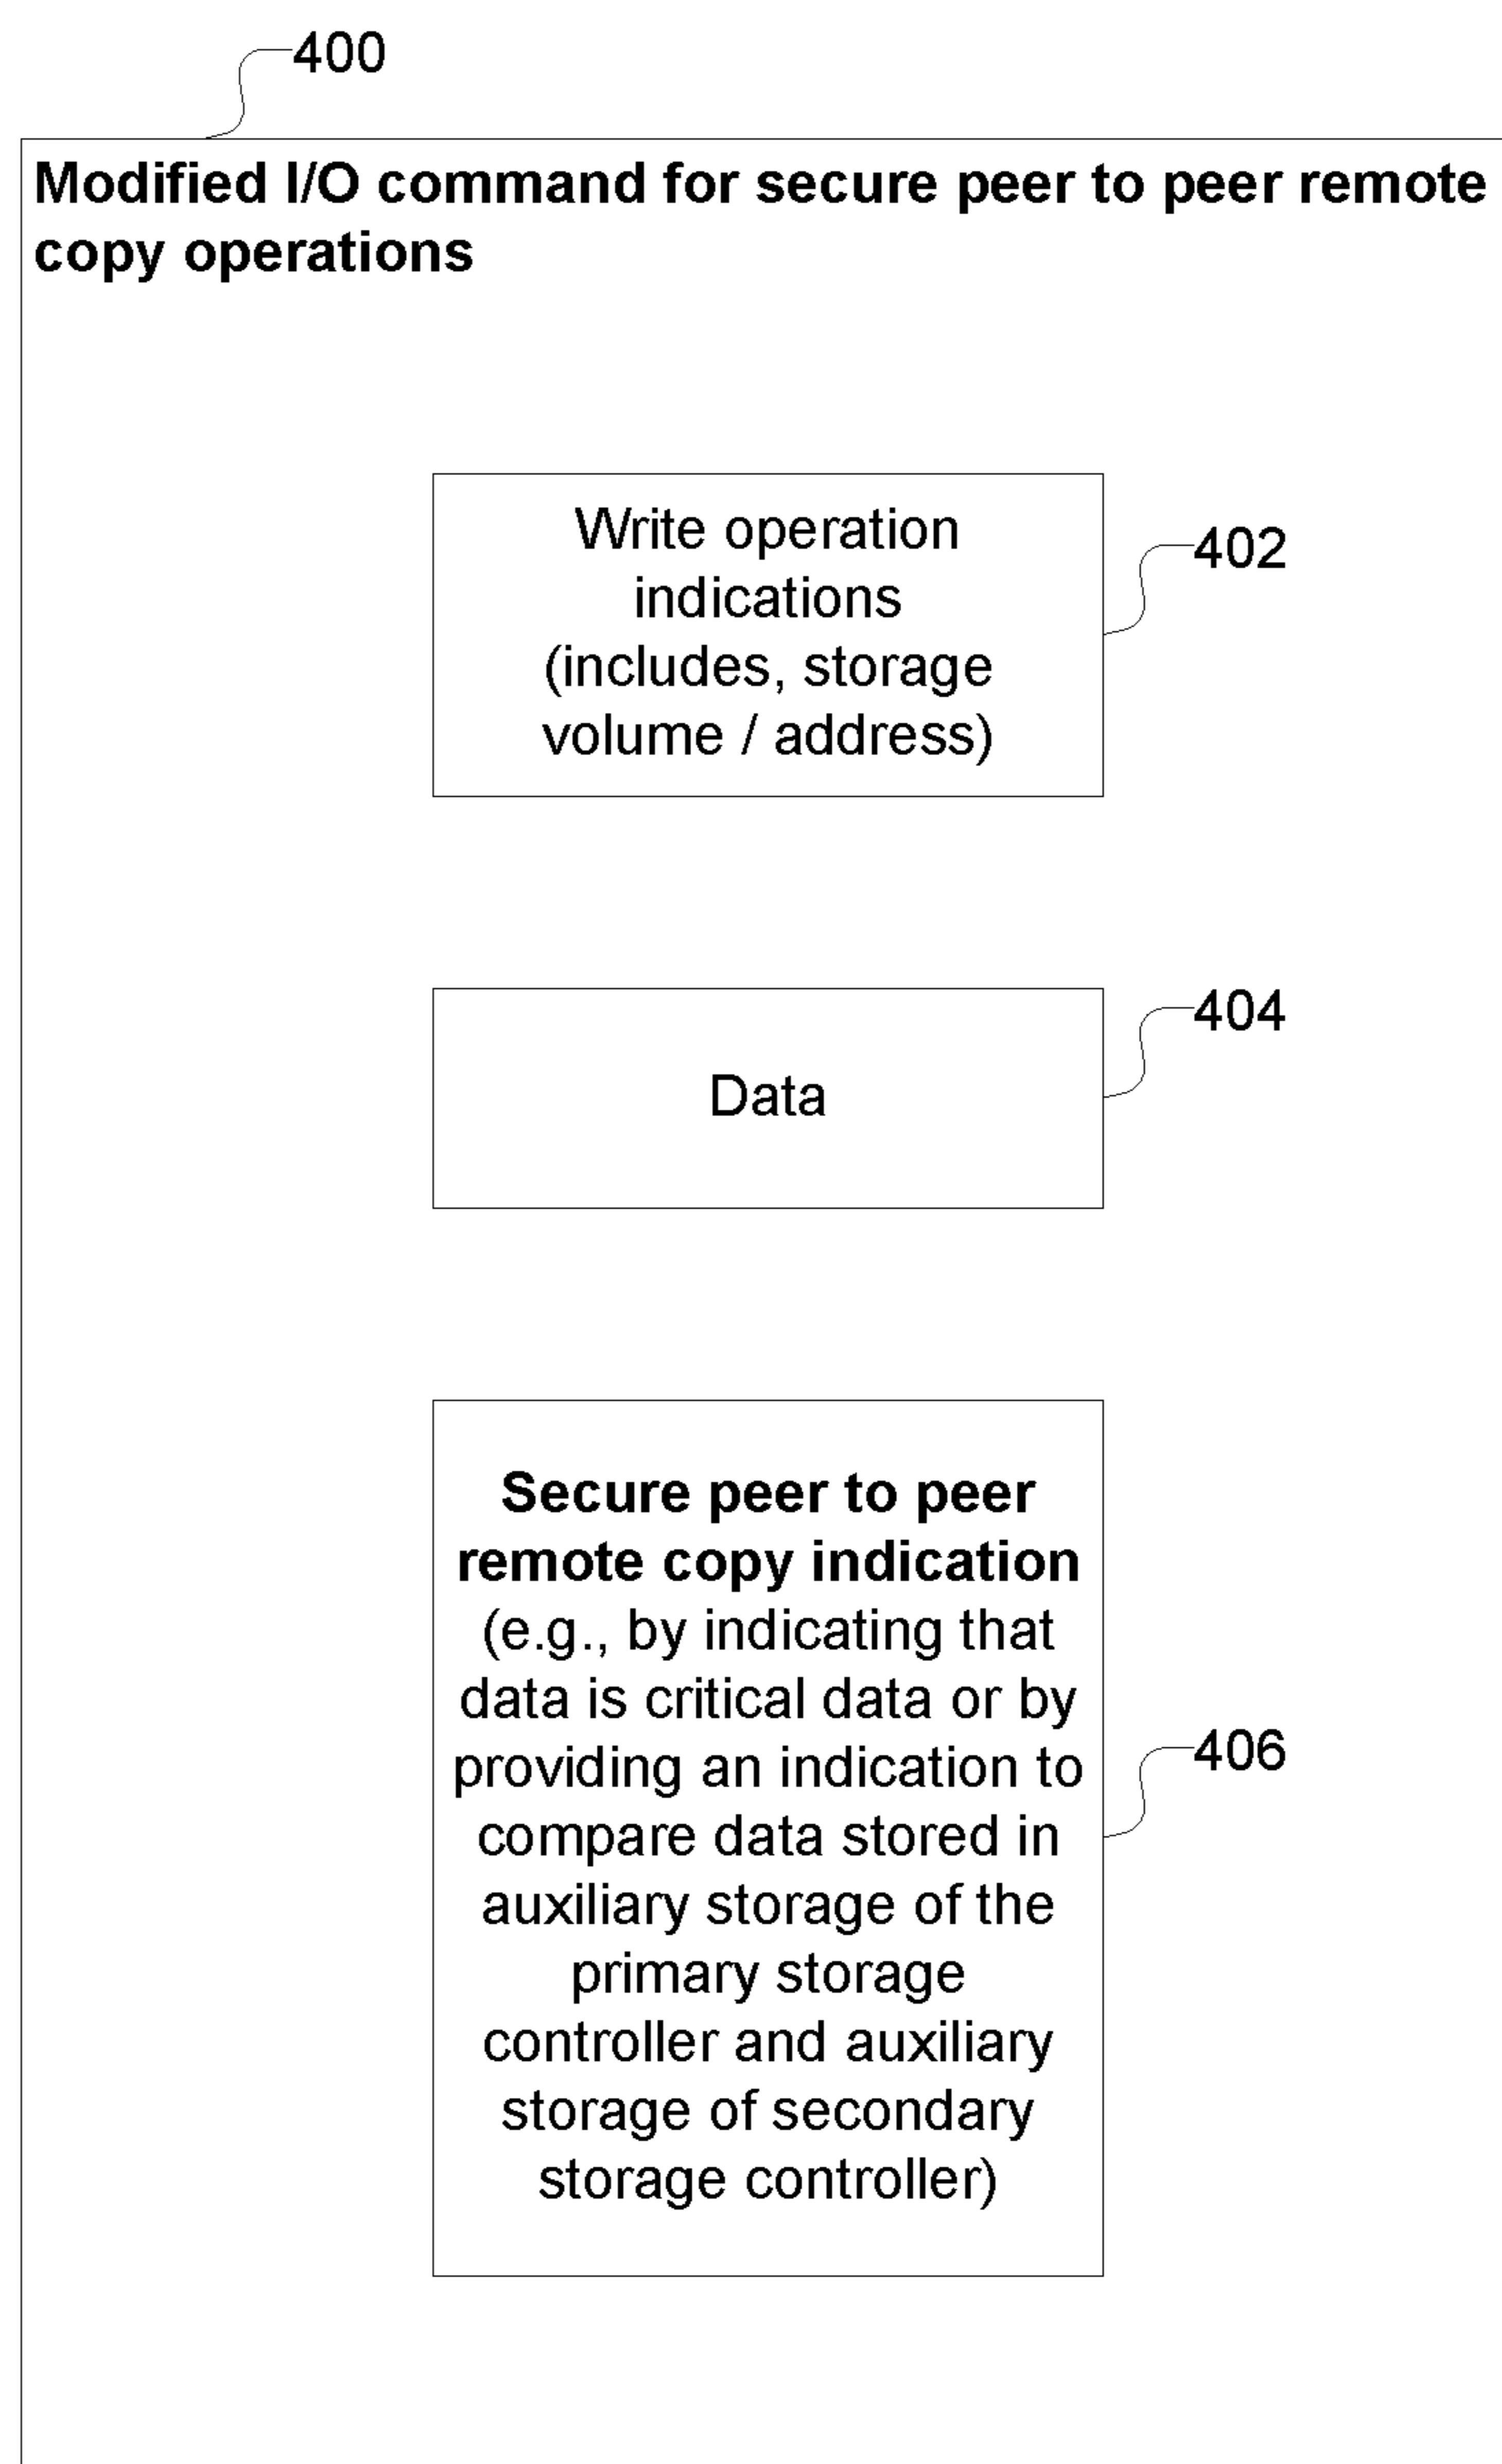 400
Modified I/O command for secure peer to peer remote
copy operations
Write operation
indications
(includes, storage
volume / address)
402
Data
404
Secure peer to peer
remote copy indication
(e.g., by indicating that
data is critical data or by
providing an indication to
compare data stored in
auxiliary storage of the
primary storage
controller and auxiliary
storage of secondary
storage controller)
406